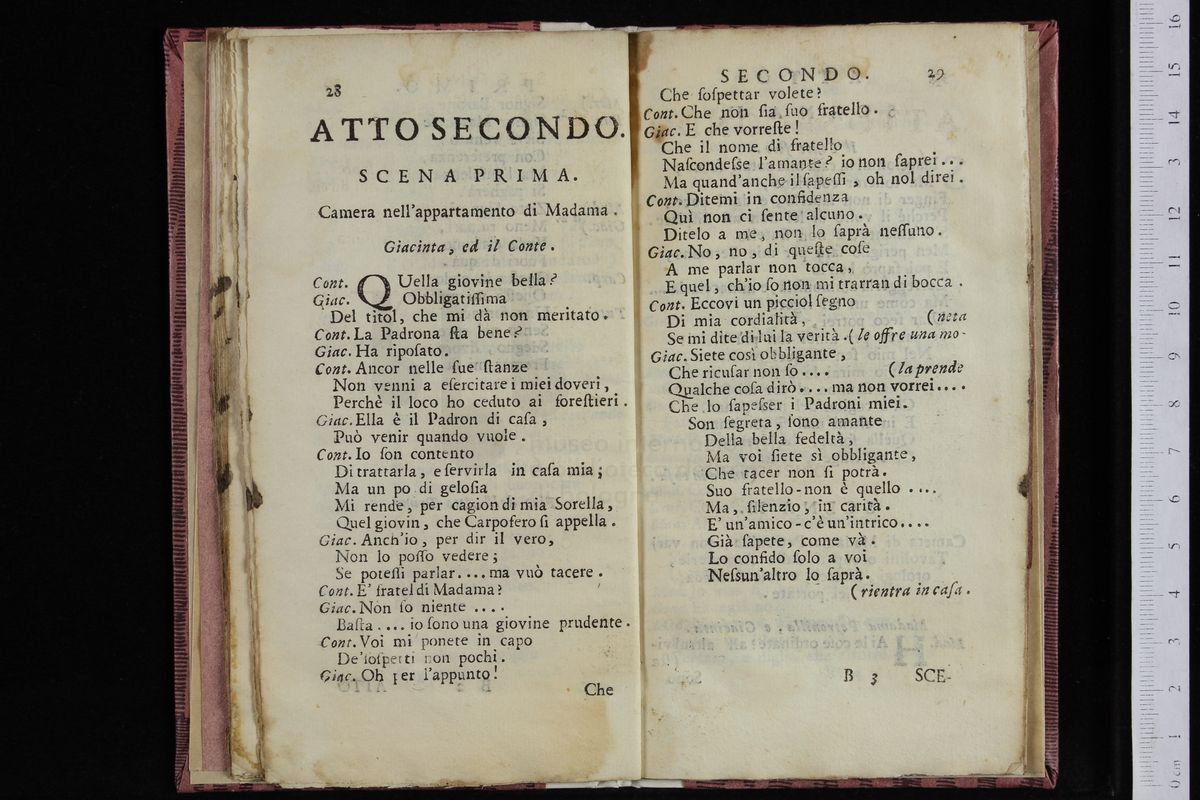 28
ATTO SECONDO.
SCENA PRIMA.
Camera nell'appartamento di Madama.
Giacinta, ed il Conte.
Cont. QUella giovine bella?
Giac. Obbligatiſſima
Del titol, che mi dà non meritato.
Cont. La Padrona ſta bene?
Giac. Ha ripoſato.
Cont. Ancor nelle ſue ſtanze
Non venni a eſercitare i miei doveri,
Perchè il loco ho ceduto ai foreſtieri.
Giac. Ella è il Padron di caſa,
Può venir quando vuole.
Cont. Io ſon contento
Di trattarla, e ſervirla in caſa mia;
Ma un po di geloſia
Mi rende, per cagion di mia Sorella,
Quel giovin, che Carpofero ſi appella.
Giac. Anch'io, per dir il vero,
Non lo poſſo vedere;
Se poteſſi parlar.... ma vuò tacere.
Cont. E' fratel di Madama?
Giac. Non ſo niente ....
Baſta.... io ſono una giovine prudente.
Cont. Voi mi ponete in capo
De' ſoſpetti non pochi.
Giac. Oh per l'appunto!
Che
SECONDO. 29
Che ſoſpettar volete?
Cont. Che non ſia ſuo fratello.
Giac. E che vorreſte!
Che il nome di fratello
Naſcondeſse l'amante? io non ſaprei...
Ma quand'anche il ſapeſſi, oh nol direi.
Cont. Ditemi in confidenza
Quì non ci ſente alcuno.
Ditelo a me, non lo ſaprà neſſuno.
Giac. No, no, di queſte coſe
A me parlar non tocca,
E quel, ch'io ſo non mi trarran di bocca.
Cont. Eccovi un picciol ſegno
Di mia cordialità, (neta
Se mi dite di lui la verità. (le offre una mo-
Giac. Siete così obbligante,
Che ricuſar non ſo.... (la prende
Qualche coſa dirò.... ma non vorrei....
Che lo ſapeſser i Padroni miei.
Son ſegreta, ſono amante
Della bella fedeltà,
Ma voi ſiete sì obbligante,
Che tacer non ſi potrà.
Suo fratello - non è quello ....
Ma, ſilenzio, in carità.
E' un'amico - c'è un'intrico....
Già ſapete, come và.
Lo confido ſolo a voi
Neſsun'altro lo ſaprà.
(rientra in caſa.
B 3 SCE-